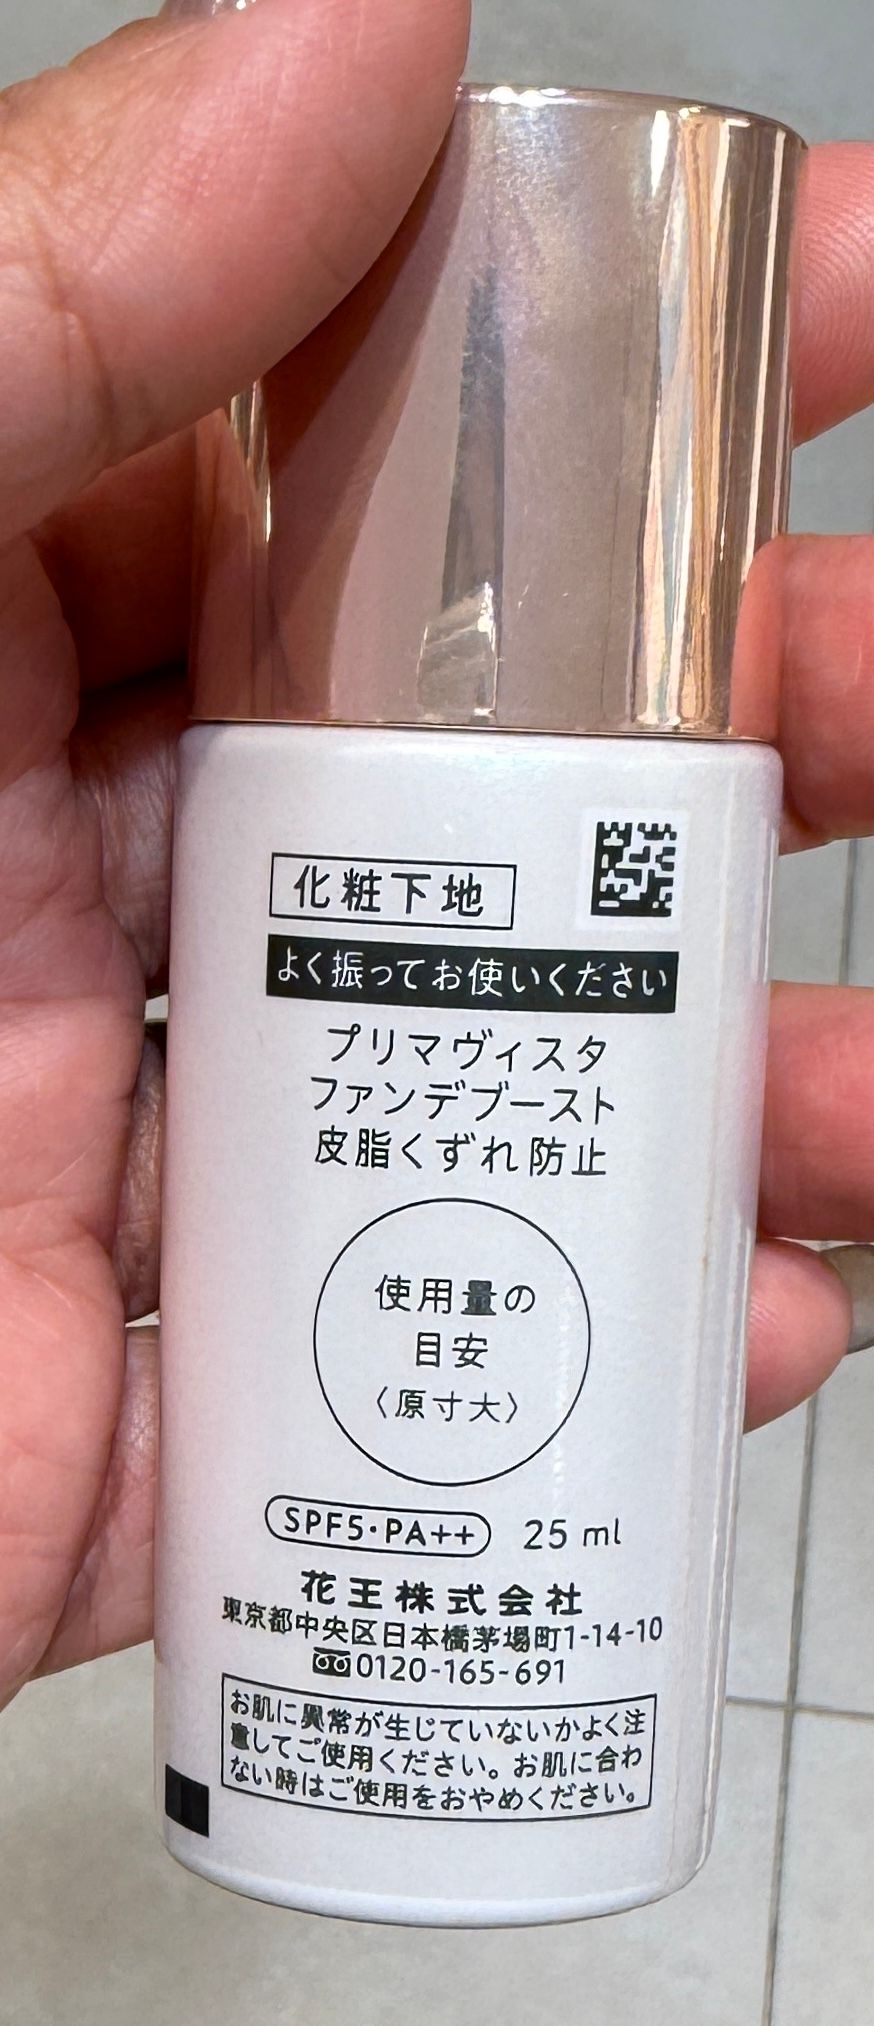 化粧下地
よく振ってお使いください
プリマヴィスタ
ファンデブースト
皮脂くずれ防止
使用量の
目安
〈原寸大〉
SPF5・PA++ 25 ml
花王株式会社
東京都中央区日本橋茅場町1-14-10
0120-165-691
お肌に異常が生じていないかよく注
意してご使用ください。お肌に合わ
ない時はご使用をおやめください。